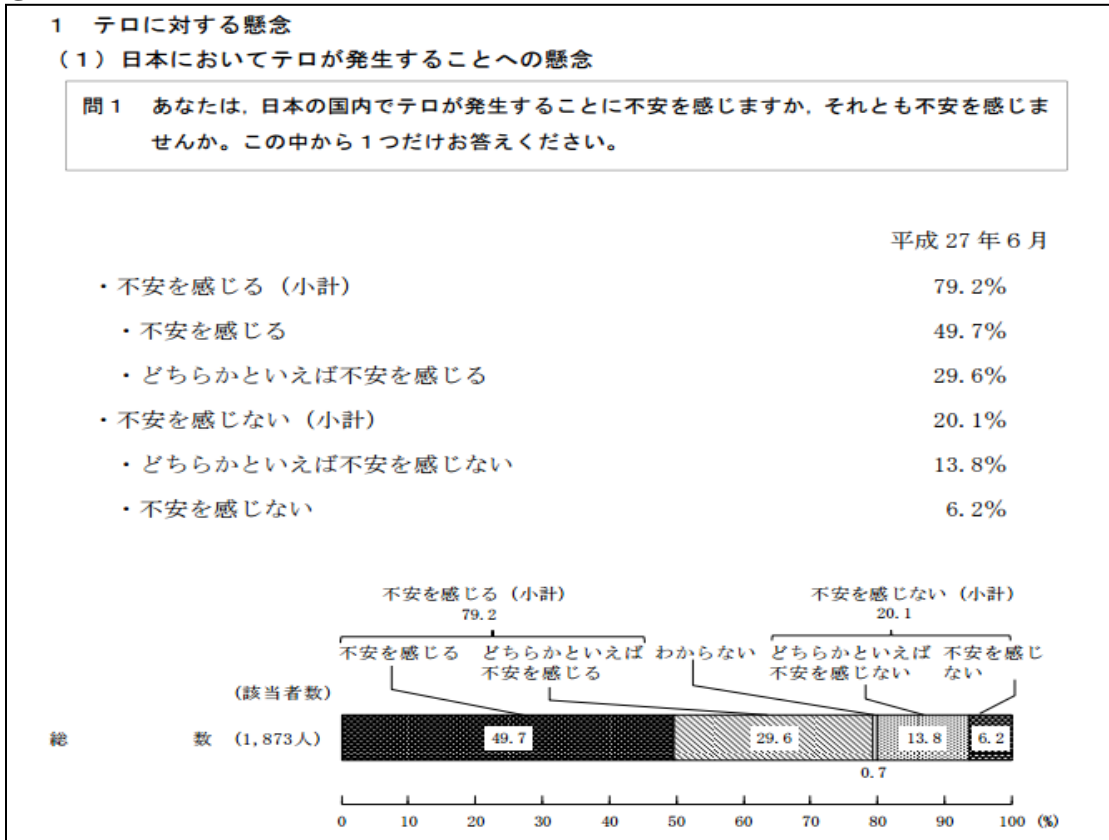 1 テロに対する懸念
(1)日本においてテロが発生することへの懸念
問1 あなたは，日本の国内でテロが発生することに不安を感じますか，それとも不安を感じま
せんか。この中から1つだけお答えください。
平成27年6月
・不安を感じる（小計） 79.2%
・不安を感じる 49.7%
・どちらかといえば不安を感じる 29.6%
・不安を感じない（小計） 20.1%
・どちらかといえば不安を感じない 13.8%
・不安を感じない 6.2%
不安を感じる（小計） 不安を感じない（小計）
79.2 20.1
不安を感じる どちらかといえば わからない どちらかといえば 不安を感じ
不安を感じる 不安を感じない ない
(該当者数)
総 数 (1,873人) 49.7 29.6 13.8 6.2
0.7
0 10 20 30 40 50 60 70 80 90 100 (%)